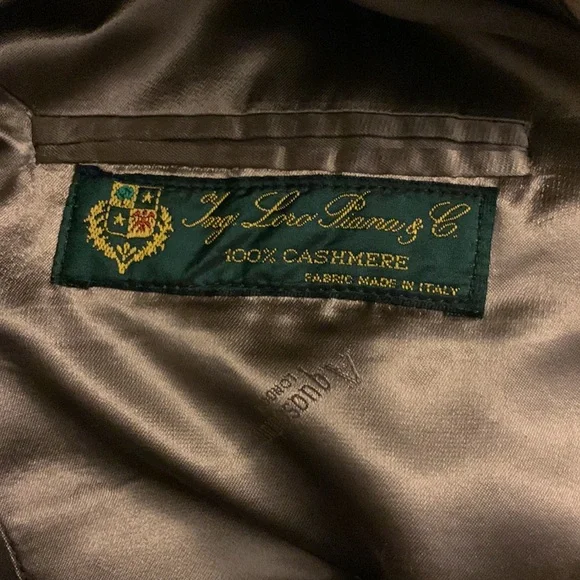 Ing. Loro Piana & C.
100% CASHMERE
FABRIC MADE IN ITALY